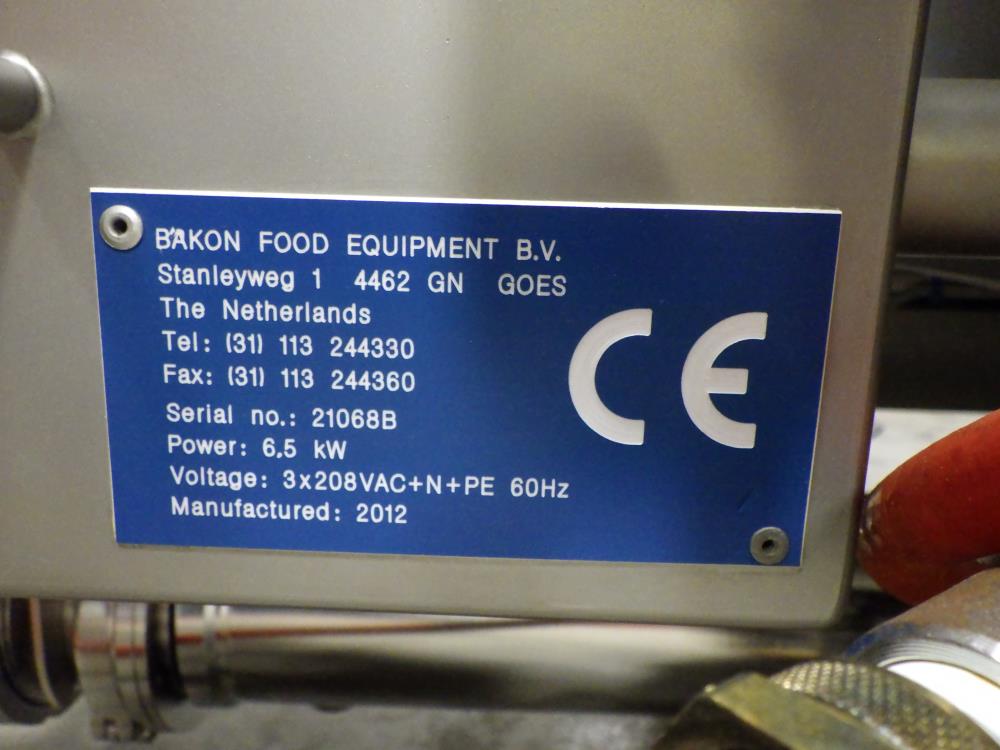 BAKON FOOD EQUIPMENT B.V.
Stanleyweg 1 4462 GN GOES
The Netherlands
Tel: (31) 113 244330
Fax: (31) 113 244360
Serial no.: 21068B
Power: 6,5 kW
Voltage: 3x208VAC+N+PE 60Hz
Manufactured: 2012
CE